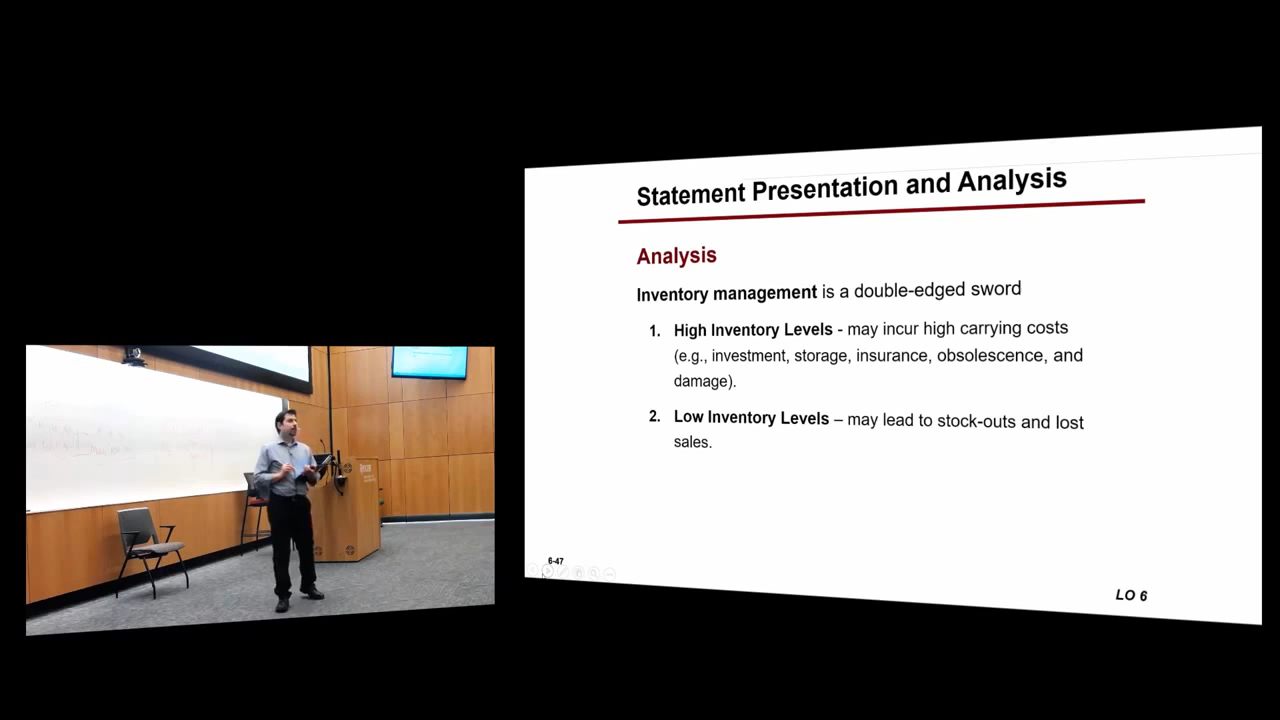 Statement Presentation and Analysis
Analysis
Inventory management is a double-edged sword
1. High Inventory Levels - may incur high carrying costs
(e.g., investment, storage, insurance, obsolescence, and
damage).
2. Low Inventory Levels – may lead to stock-outs and lost
sales.
6-47
LO 6